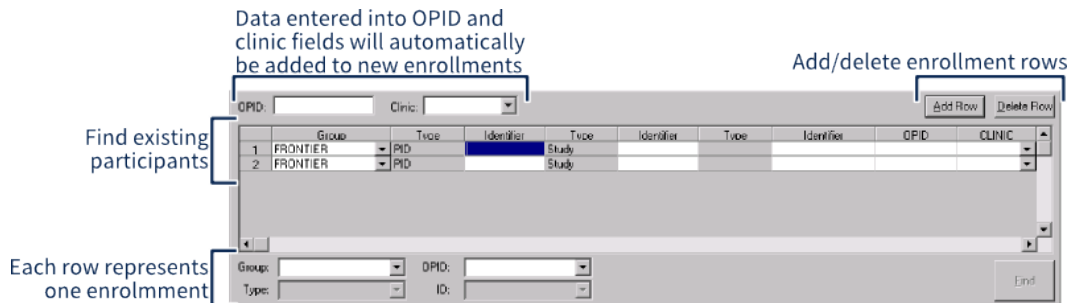 Data entered into OPID and
clinic fields will automatically
be added to new enrollments
Add/delete enrollment rows
OPID: Clinic: Add Row Delete Row
Find existing
participants
Group Type Identifier Type Identifier Type Identifier OPID CLINIC
1 FRONTIER PID Study
2 FRONTIER PID Study
Each row represents
one enrolmment
Group: OPID:
Type: ID:
Find